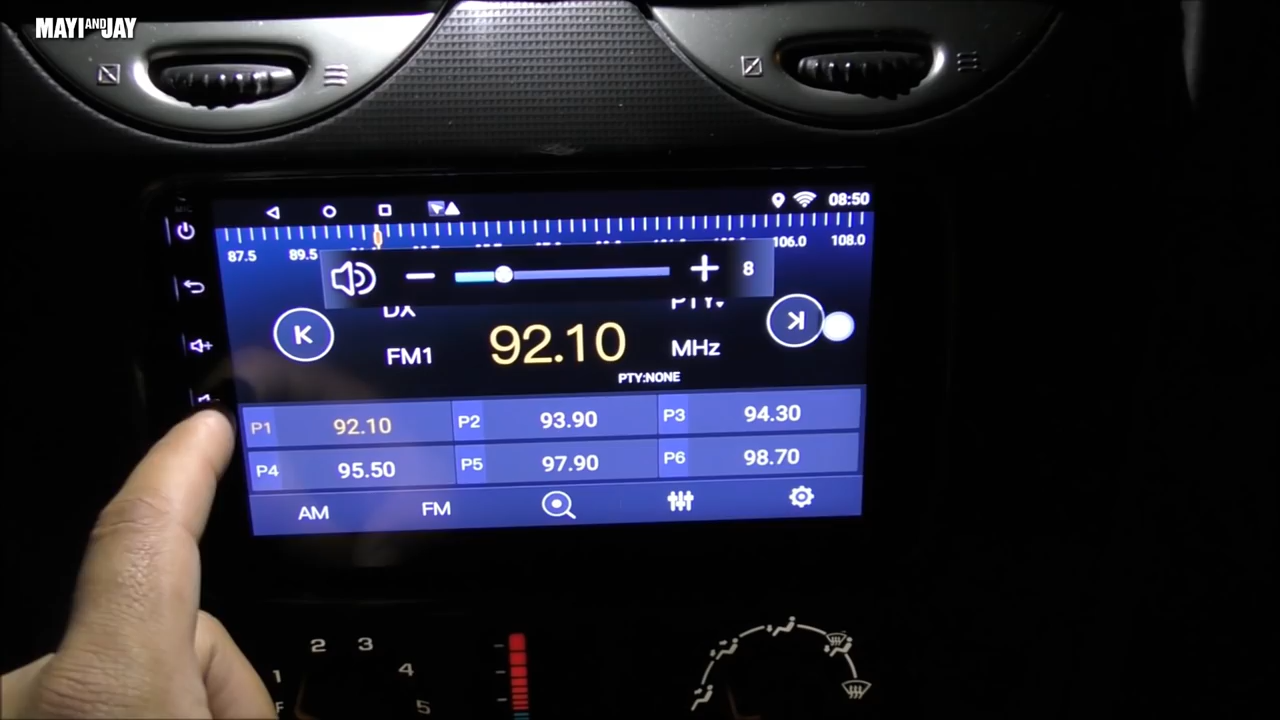 MAYI AND JAY
MIC
08:50
87.5 89.5 106.0 108.0
8
DX PTY:
FM1 92.10 MHz
PTY:NONE
P1 92.10 P2 93.90 P3 94.30
P4 95.50 P5 97.90 P6 98.70
AM FM
1 2 3 4 5